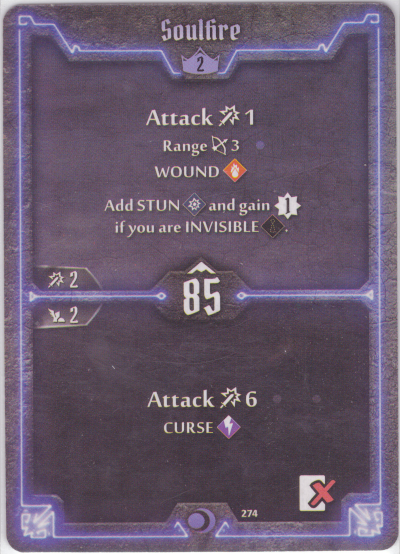 Soulfire
2
Attack 1
Range 3
WOUND
Add STUN and gain 1
if you are INVISIBLE .
2
85
2
Attack 6
CURSE
274